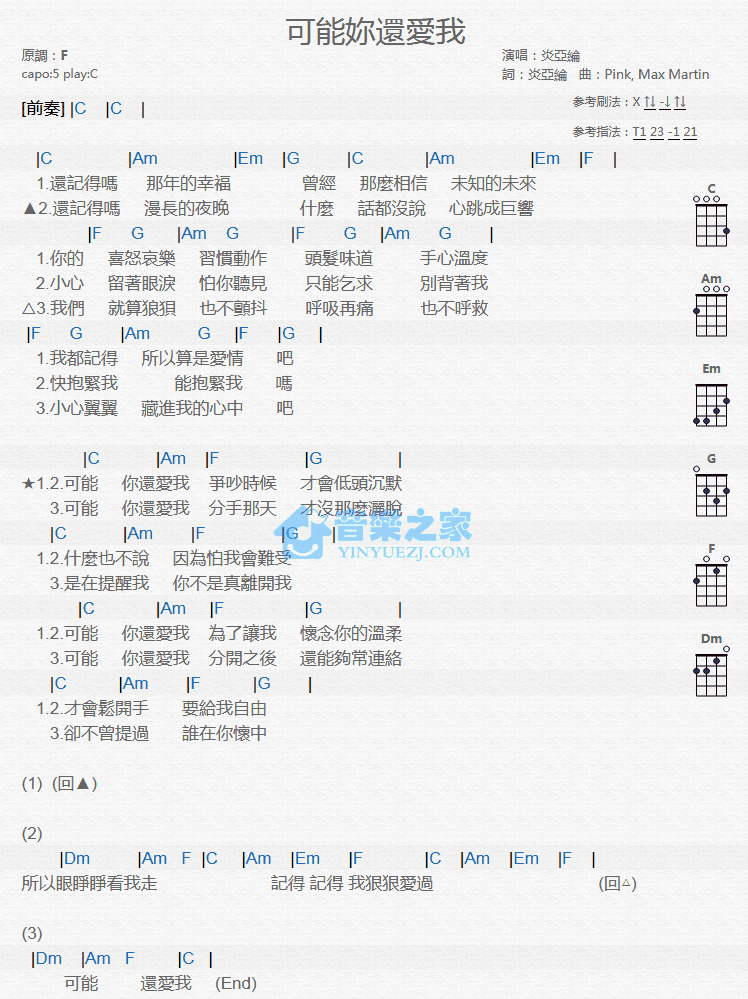 可能妳還愛我
原調：F
演唱：炎亞綸
capo:5 play:C
詞：炎亞綸 曲：Pink, Max Martin
參考刷法：X ↑↓ -↓ ↑↓
[前奏] |C |C |
參考指法：T1 23 -1 21
|C |Am |Em |G |C |Am |Em |F |
1.還記得嗎 那年的幸福 曾經 那麼相信 未知的未來
▲2.還記得嗎 漫長的夜晚 什麼 話都沒說 心跳成巨響
|F G |Am G |F G |Am G |
1.你的 喜怒哀樂 習慣動作 頭髮味道 手心溫度
2.小心 留著眼淚 怕你聽見 只能乞求 別背著我
△3.我們 就算狼狽 也不顫抖 呼吸再痛 也不呼救
|F G |Am G |F |G |
1.我都記得 所以算是愛情 吧
2.快抱緊我 能抱緊我 嗎
3.小心翼翼 藏進我的心中 吧
|C |Am |F |G |
★1.2.可能 你還愛我 爭吵時候 才會低頭沉默
3.可能 你還愛我 分手那天 才沒那麼灑脫
|C |Am |F |G |
1.2.什麼也不說 因為怕我會難受
3.是在提醒我 你不是真離開我
|C |Am |F |G |
1.2.可能 你還愛我 為了讓我 懷念你的溫柔
3.可能 你還愛我 分開之後 還能夠常連絡
|C |Am |F |G |
1.2.才會鬆開手 要給我自由
3.卻不曾提過 誰在你懷中
(1) (回▲)
(2)
|Dm |Am F |C |Am |Em |F |C |Am |Em |F |
所以眼睜睜看我走 記得 記得 我狠狠愛過 (回△)
(3)
|Dm |Am F |C |
可能 還愛我 (End)
C
Am
Em
G
F
Dm
音樂之家
YINYUEZJ.COM